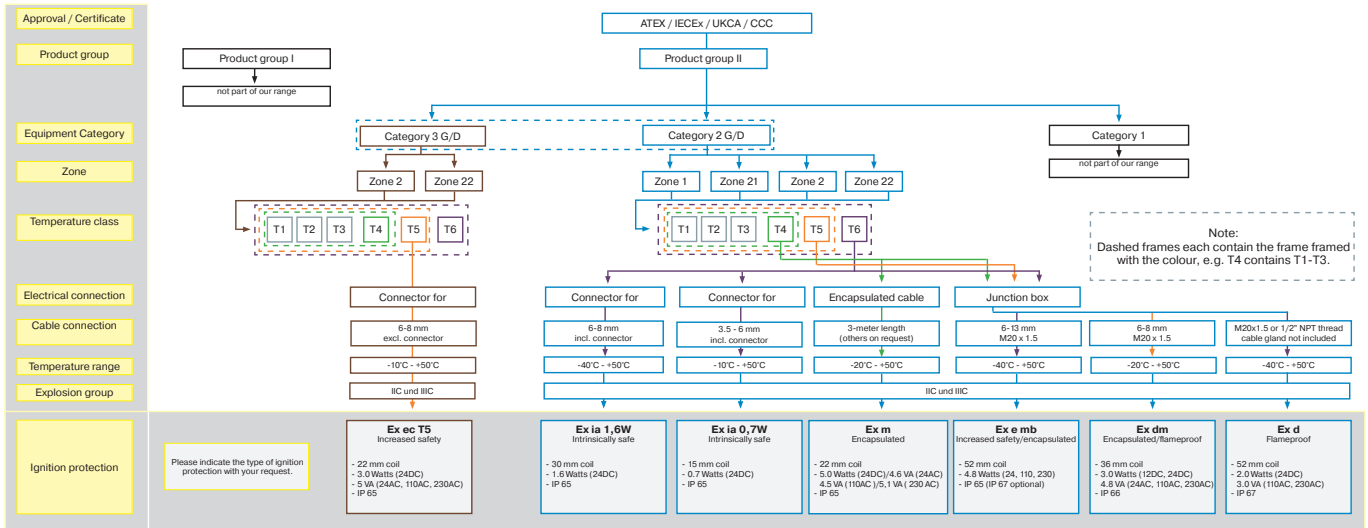 Approval / Certificate
ATEX / IECEx / UKCA / CCC
Product group
Product group I
Product group II
not part of our range
Equipment Category
Category 3 G/D
Category 2 G/D
Category 1
not part of our range
Zone
Zone 2
Zone 22
Zone 1
Zone 21
Zone 2
Zone 22
Temperature class
T1
T2
T3
T4
T5
T6
T1
T2
T3
T4
T5
T6
Note:
Dashed frames each contain the frame framed
with the colour, e.g. T4 contains T1-T3.
Electrical connection
Connector for
Connector for
Connector for
Encapsulated cable
Junction box
Cable connection
6-8 mm
excl. connector
6-8 mm
incl. connector
3.5 - 6 mm
incl. connector
3-meter length
(others on request)
6-13 mm
M20 x 1.5
6-8 mm
M20 x 1.5
M20x1.5 or 1/2" NPT thread
cable gland not included
Temperature range
-10°C - +50°C
-40°C - +50°C
-10°C - +50°C
-20°C - +50°C
-40°C - +50°C
-20°C - +50°C
-40°C - +50°C
Explosion group
IIC und IIIC
IIC und IIIC
Ignition protection
Please indicate the type of ignition
protection with your request.
Ex ec T5
Increased safety
- 22 mm coil
- 3.0 Watts (24DC)
- 5 VA (24AC, 110AC, 230AC)
- IP 65
Ex ia 1,6W
Intrinsically safe
- 30 mm coil
- 1.6 Watts (24DC)
- IP 65
Ex ia 0,7W
Intrinsically safe
- 15 mm coil
- 0.7 Watts (24DC)
- IP 65
Ex m
Encapsulated
- 22 mm coil
- 5.0 Watts (24DC)/4.6 VA (24AC)
4.5 VA (110AC )/5,1 VA ( 230 AC)
- IP 65
Ex e mb
Increased safety/encapsulated
- 52 mm coil
- 4.8 Watts (24, 110, 230)
- IP 65 (IP 67 optional)
Ex dm
Encapsulated/flameproof
- 36 mm coil
- 3.0 Watts (12DC, 24DC)
4.8 VA (24AC, 110AC, 230AC)
- IP 66
Ex d
Flameproof
- 52 mm coil
- 2.0 Watts (24DC)
3.0 VA (110AC, 230AC)
- IP 67